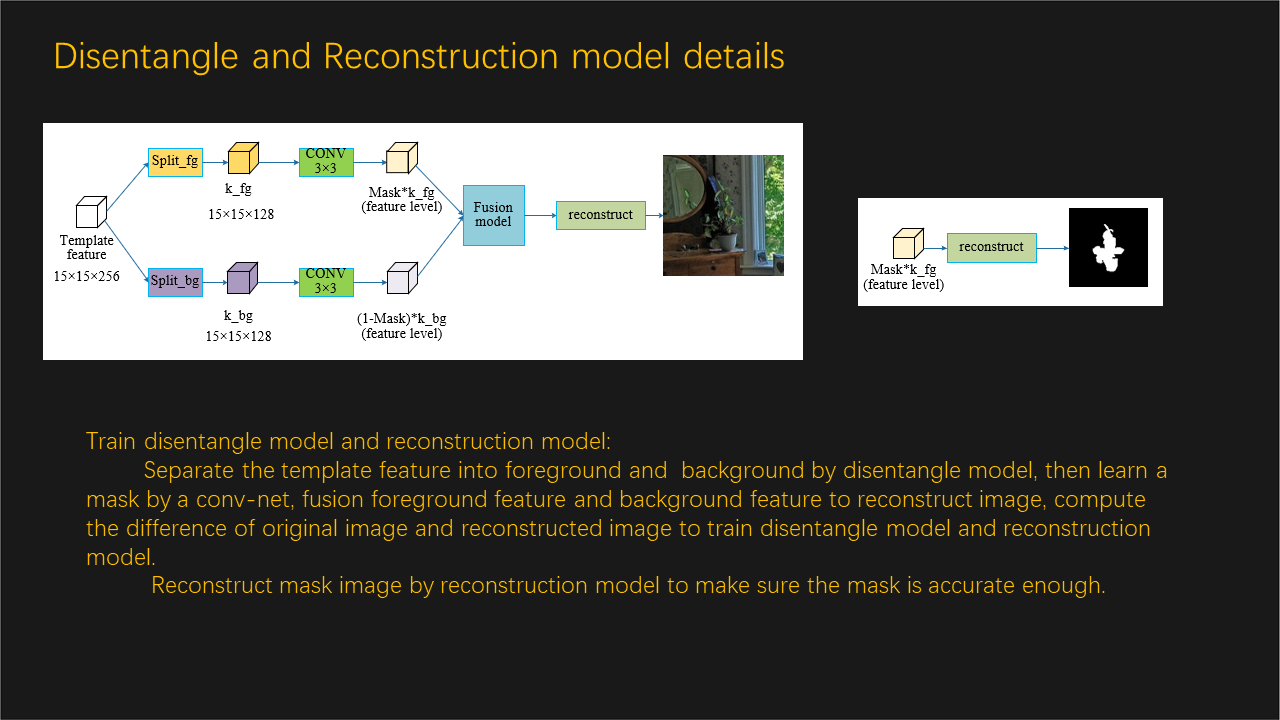 Disentangle and Reconstruction model details
Split_fg
k_fg
15×15×128
CONV
3×3
Mask*k_fg
(feature level)
Template
feature
15×15×256
Split_bg
k_bg
15×15×128
CONV
3×3
(1-Mask)*k_bg
(feature level)
Fusion
model
reconstruct
Mask*k_fg
(feature level)
reconstruct
Train disentangle model and reconstruction model:
Separate the template feature into foreground and  background by disentangle model, then learn a
mask by a conv-net, fusion foreground feature and background feature to reconstruct image, compute
the difference of original image and reconstructed image to train disentangle model and reconstruction
model.
Reconstruct mask image by reconstruction model to make sure the mask is accurate enough.